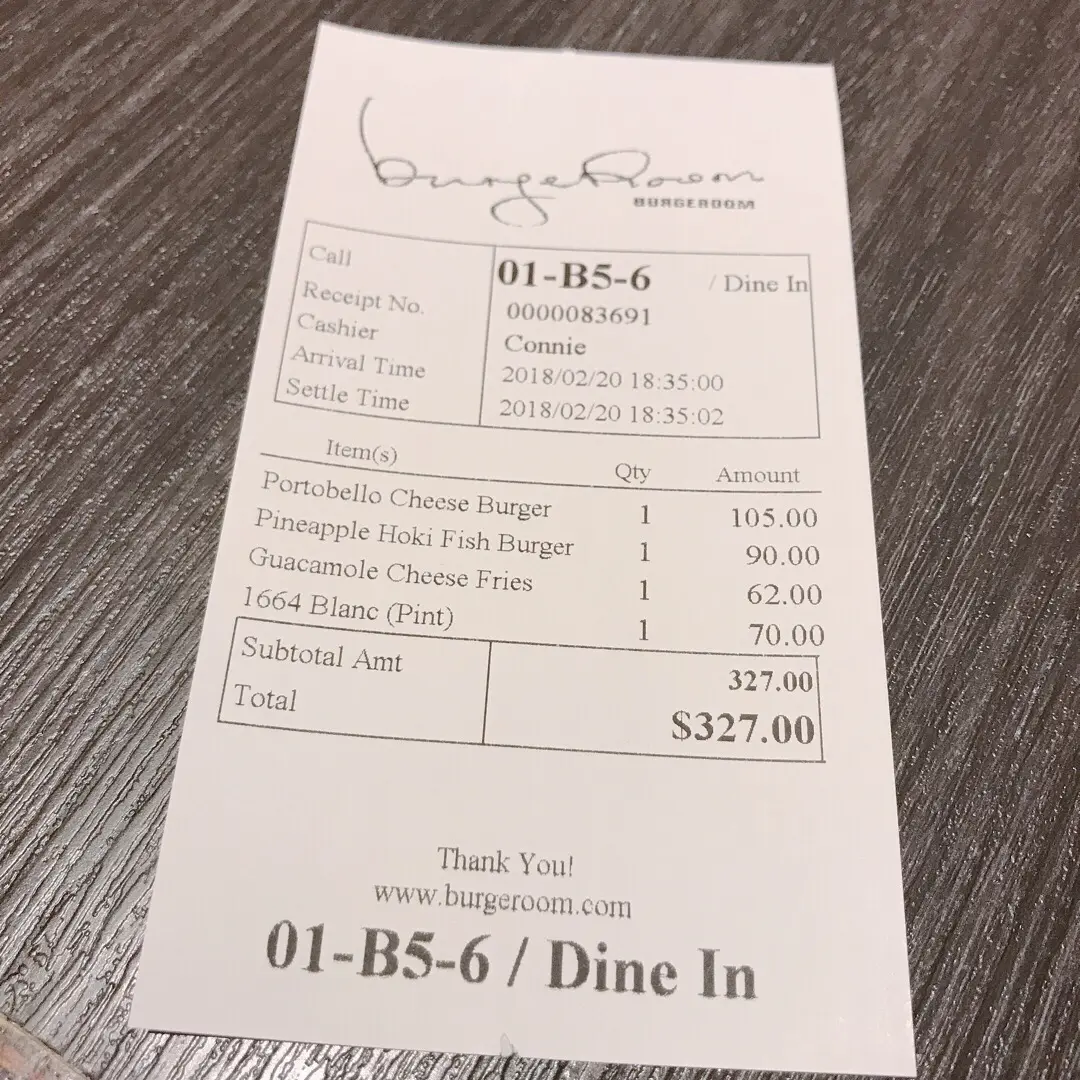 burgeRoom
BURGEROOM
Call 01-B5-6 / Dine In
Receipt No. 0000083691
Cashier Connie
Arrival Time 2018/02/20 18:35:00
Settle Time 2018/02/20 18:35:02
Item(s) Qty Amount
Portobello Cheese Burger 1 105.00
Pineapple Hoki Fish Burger 1 90.00
Guacamole Cheese Fries 1 62.00
1664 Blanc (Pint) 1 70.00
Subtotal Amt 327.00
Total $327.00
Thank You!
www.burgeroom.com
01-B5-6 / Dine In